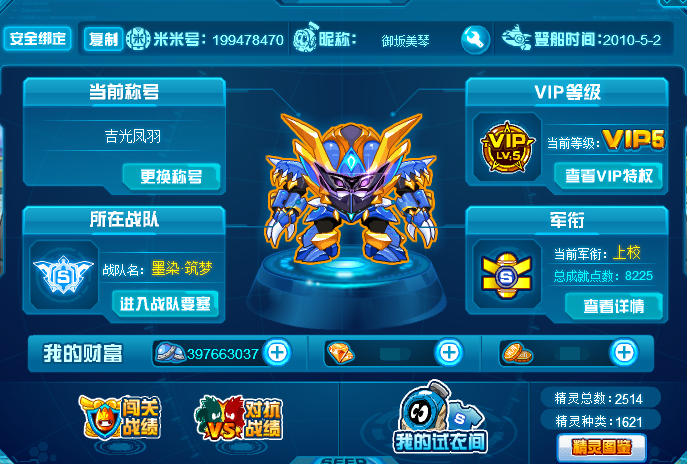 安全绑定 复制 米米号: 199478470 昵称: 御坂美琴 登船时间:2010-5-2
当前称号
吉光凤羽
更换称号
VIP等级
VIP
LV.5
当前等级: VIP5
查看VIP特权
所在战队
S
战队名: 墨染·筑梦
进入战队要塞
军衔
S
当前军衔: 上校
总成就点数: 8225
查看详情
我的财富 397663037
闯关
战绩
VS
对抗
战绩
S
我的试衣间
精灵总数:2514
精灵种类:1621
精灵图鉴
SEER